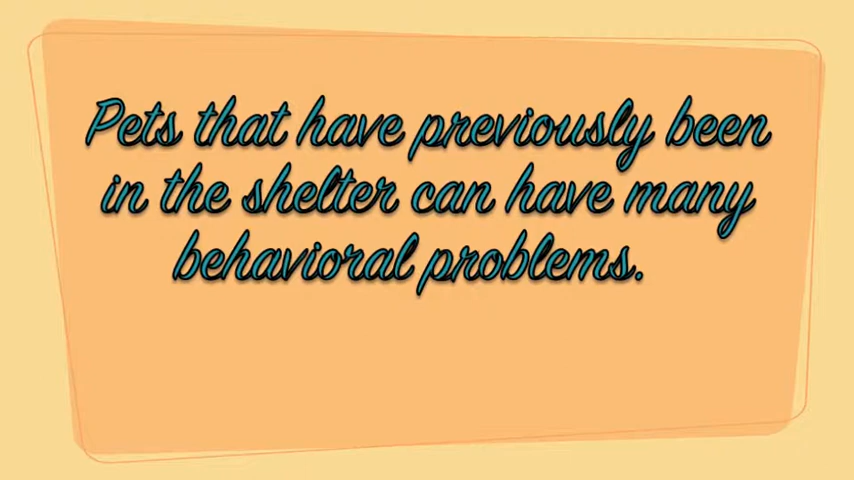 Pets that have previously been
in the shelter can have many
behavioral problems.